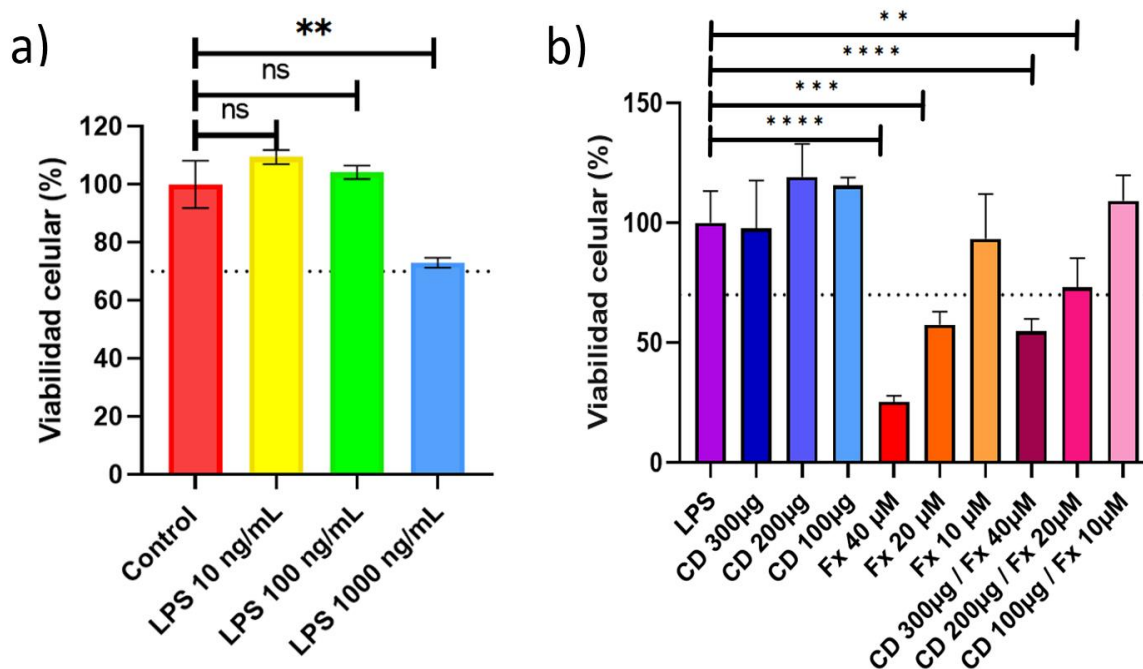 a)
**
ns
ns
Viabilidad celular (%)
120
100
80
60
40
20
0
Control
LPS 10 ng/mL
LPS 100 ng/mL
LPS 1000 ng/mL
b)
**
****
***
****
Viabilidad celular (%)
150
100
50
0
LPS
CD 300µg
CD 200µg
CD 100µg
Fx 40 µM
Fx 20 µM
Fx 10 µM
CD 300µg / Fx 40µM
CD 200µg / Fx 20µM
CD 100µg / Fx 10µM